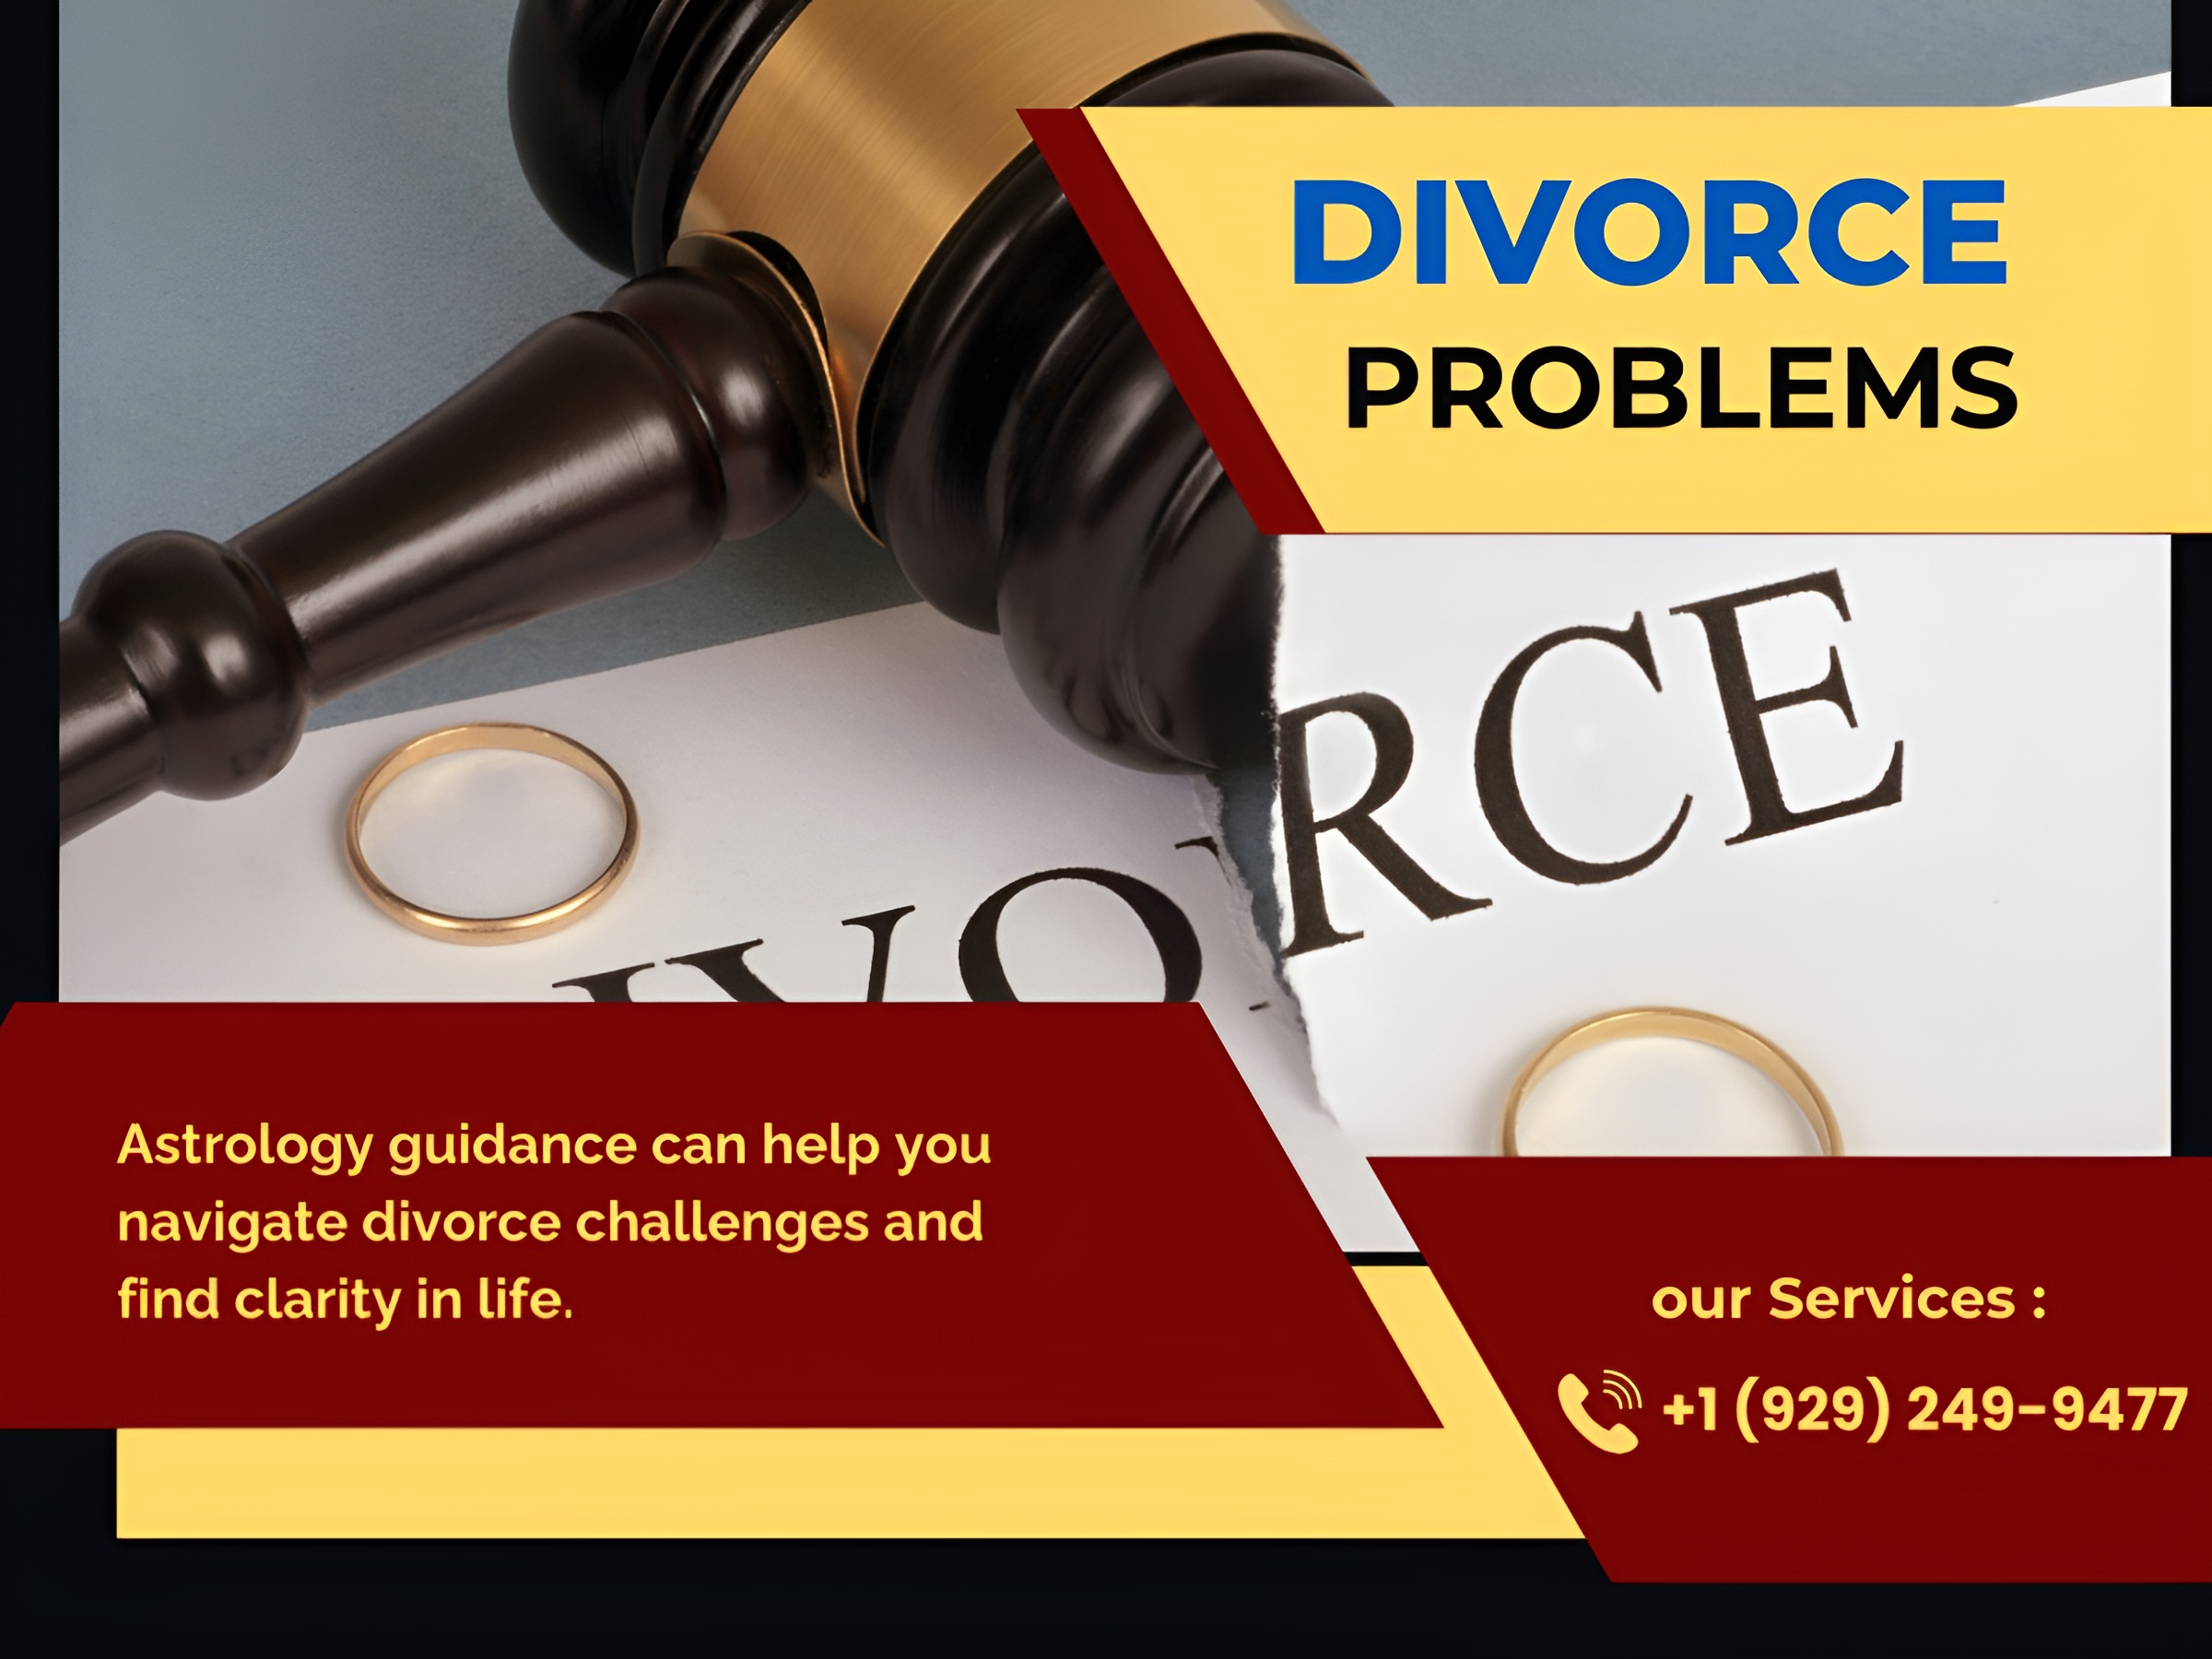 DIVORCE
PROBLEMS
RCE
IVO
Astrology guidance can help you
navigate divorce challenges and
find clarity in life.
our Services :
+1 (929) 249-9477